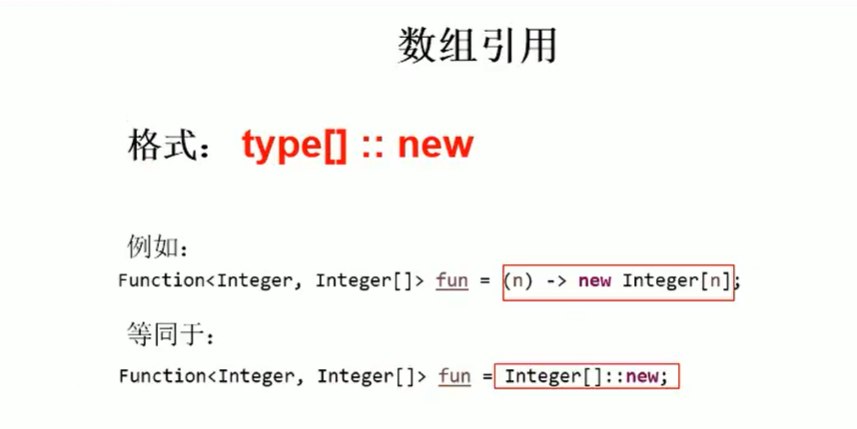 数组引用
格式： type[] :: new
例如：
Function<Integer, Integer[]> fun = (n) -> new Integer[n];
等同于：
Function<Integer, Integer[]> fun = Integer[]::new;